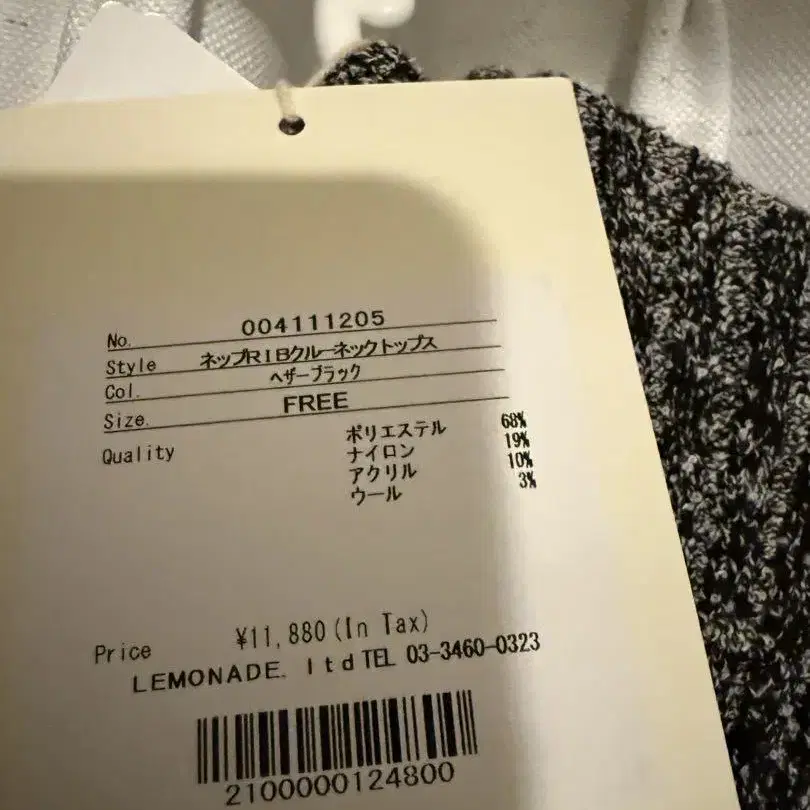 No. 004111205
Style ネップRIBクルーネックトップス
Col. ヘザーブラック
Size. FREE
Quality ポリエステル 68%
ナイロン 19%
アクリル 10%
ウール 3%
Price ¥11,880(In Tax)
LEMONADE. ltd TEL 03-3460-0323
2100000124800